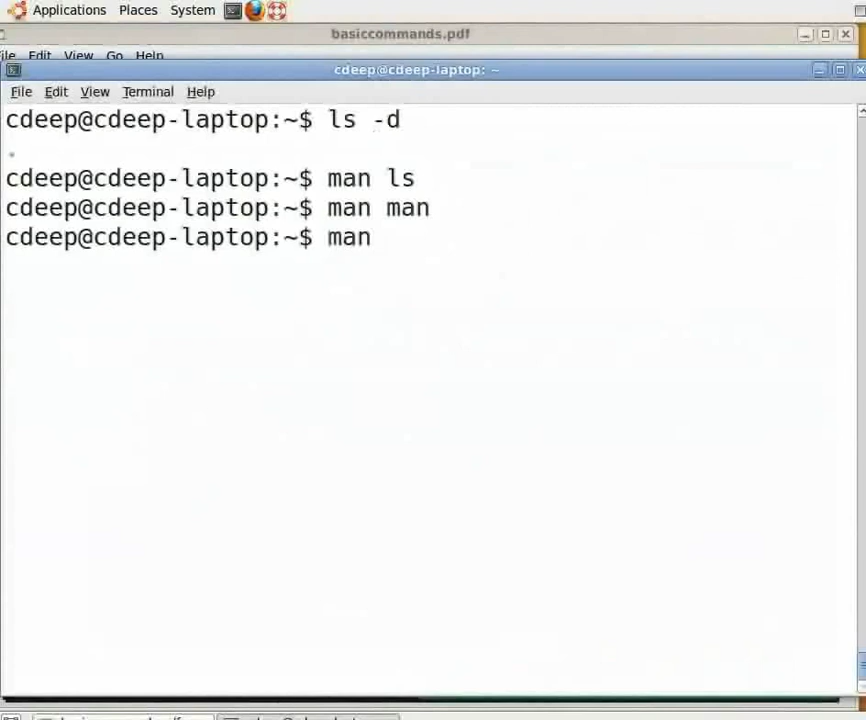 Applications Places System
basiccommands.pdf
File Edit View Go Help
cdeep@cdeep-laptop: ~
File Edit View Terminal Help
cdeep@cdeep-laptop:~$ ls -d
.
cdeep@cdeep-laptop:~$ man ls
cdeep@cdeep-laptop:~$ man man
cdeep@cdeep-laptop:~$ man